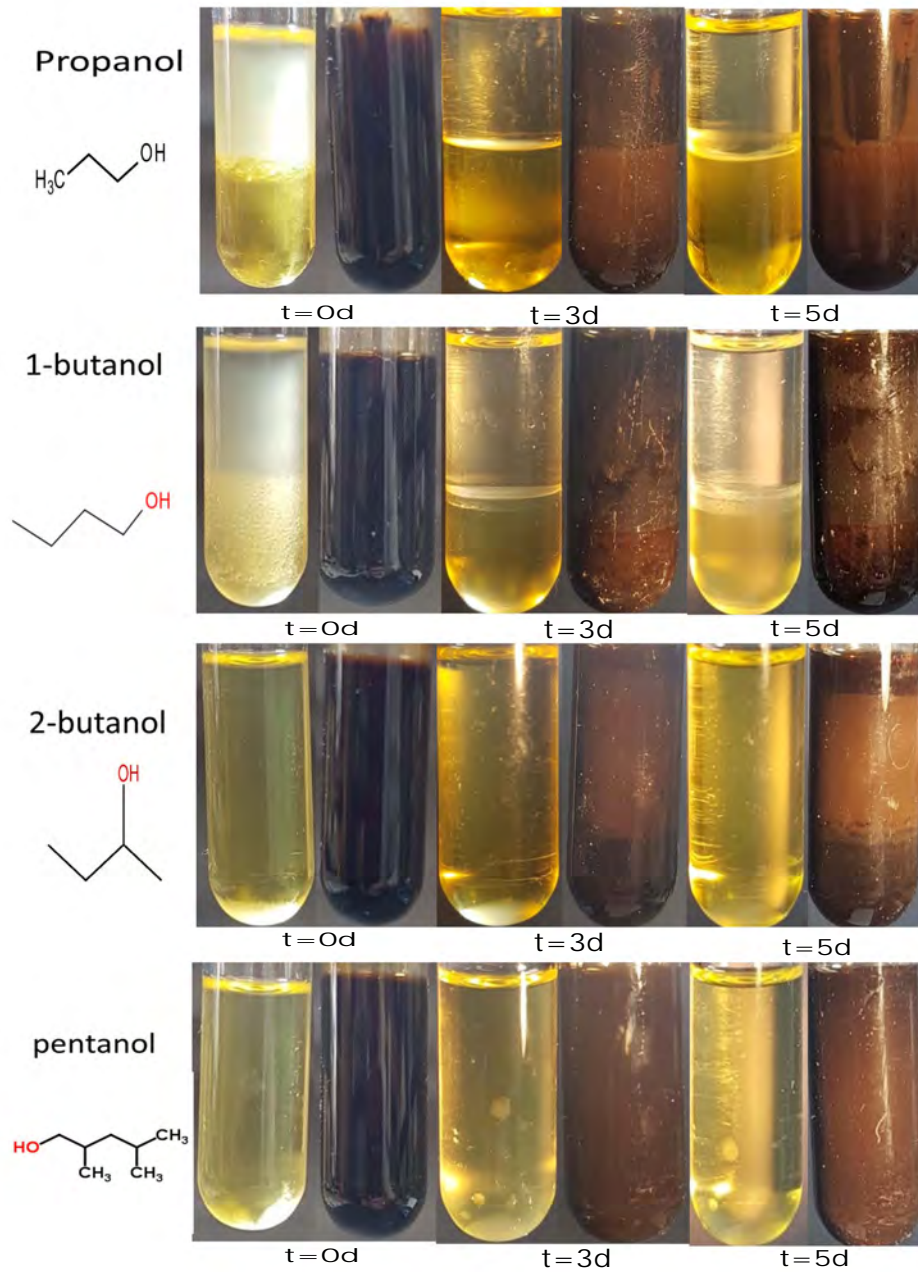 Propanol
OH
H₃C
t=0d
t=3d
t=5d
1-butanol
OH
t=0d
t=3d
t=5d
2-butanol
OH
t=0d
t=3d
t=5d
pentanol
HO
CH₃
CH₃
CH₃
t=0d
t=3d
t=5d